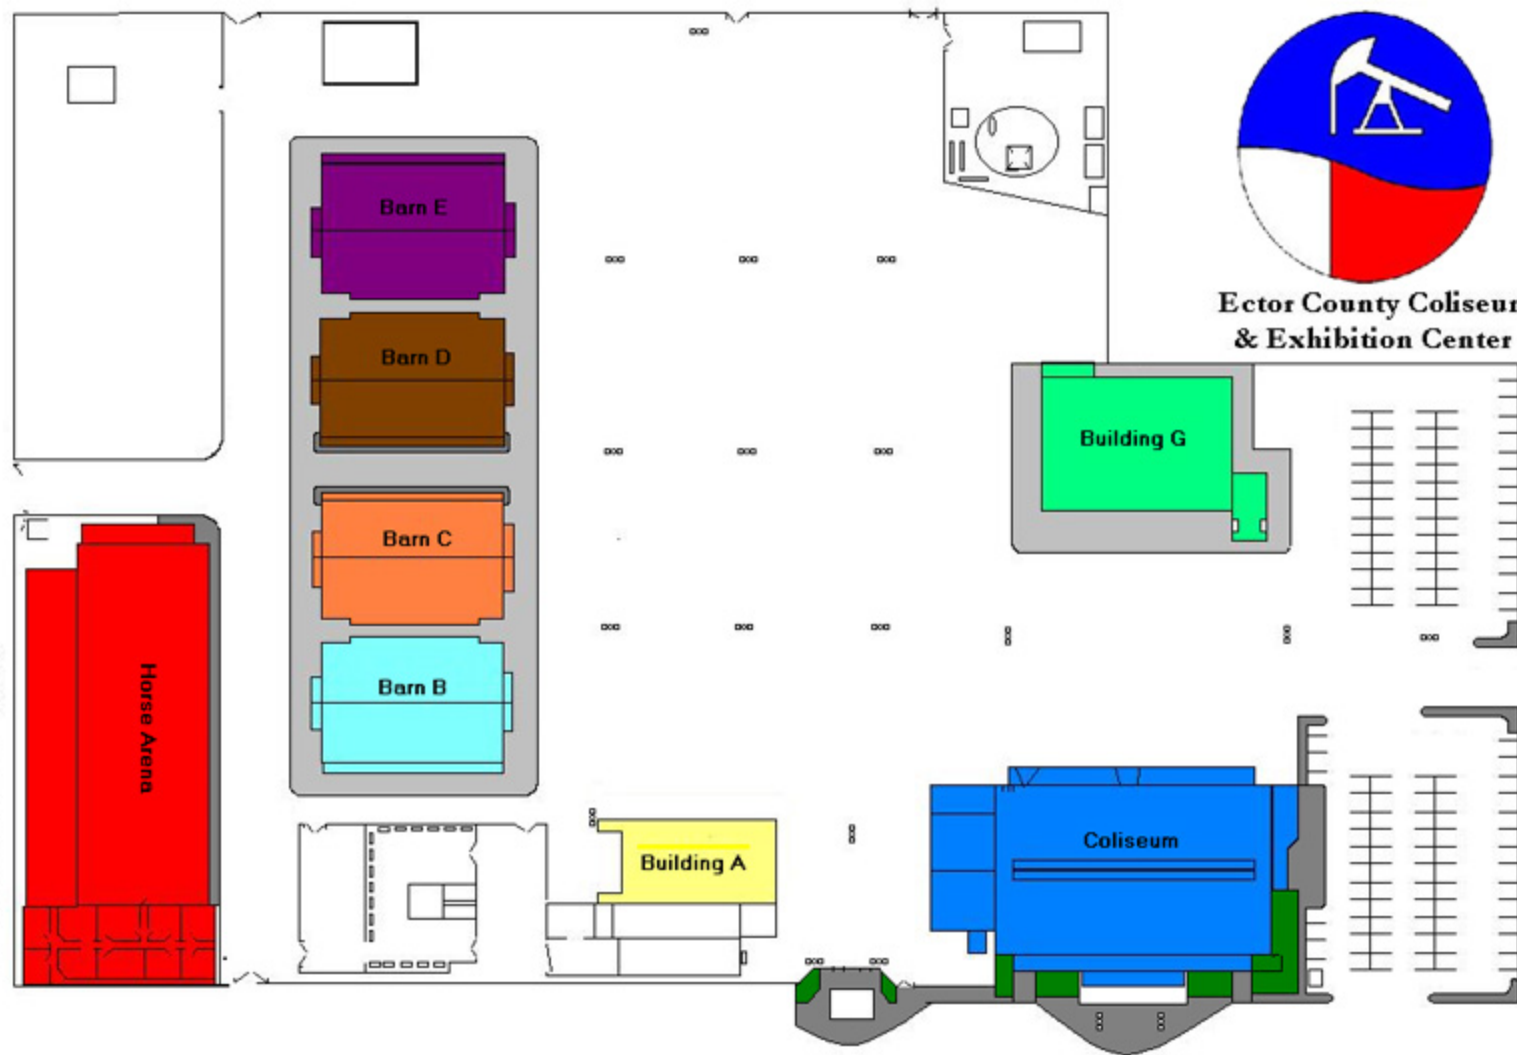 Ector County Coliseum
& Exhibition Center
Barn E
Barn D
Building G
Barn C
Horse Arena
Barn B
Coliseum
Building A